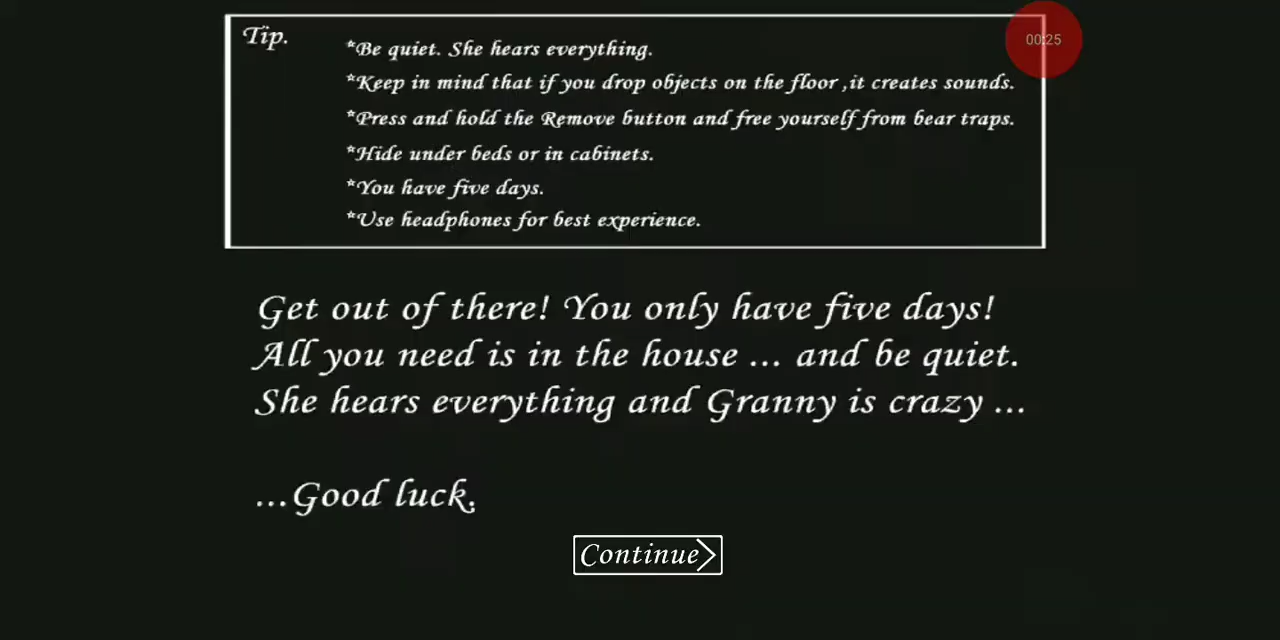 Tip.
*Be quiet. She hears everything.
00:25
*Keep in mind that if you drop objects on the floor ,it creates sounds.
*Press and hold the Remove button and free yourself from bear traps.
*Hide under beds or in cabinets.
*You have five days.
*Use headphones for best experience.
Get out of there! You only have five days!
All you need is in the house ... and be quiet.
She hears everything and Granny is crazy ...
...Good luck.
Continue